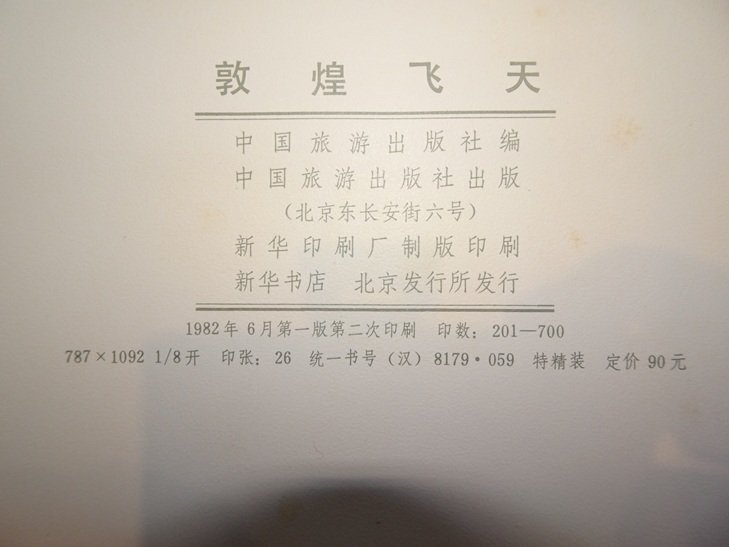 敦煌飞天
中国旅游出版社编
中国旅游出版社出版
（北京东长安街六号）
新华印刷厂制版印刷
新华书店 北京发行所发行
1982年6月第一版第二次印刷 印数：201—700
787×1092 1/8开 印张：26 统一书号（汉）8179·059 特精装 定价90元